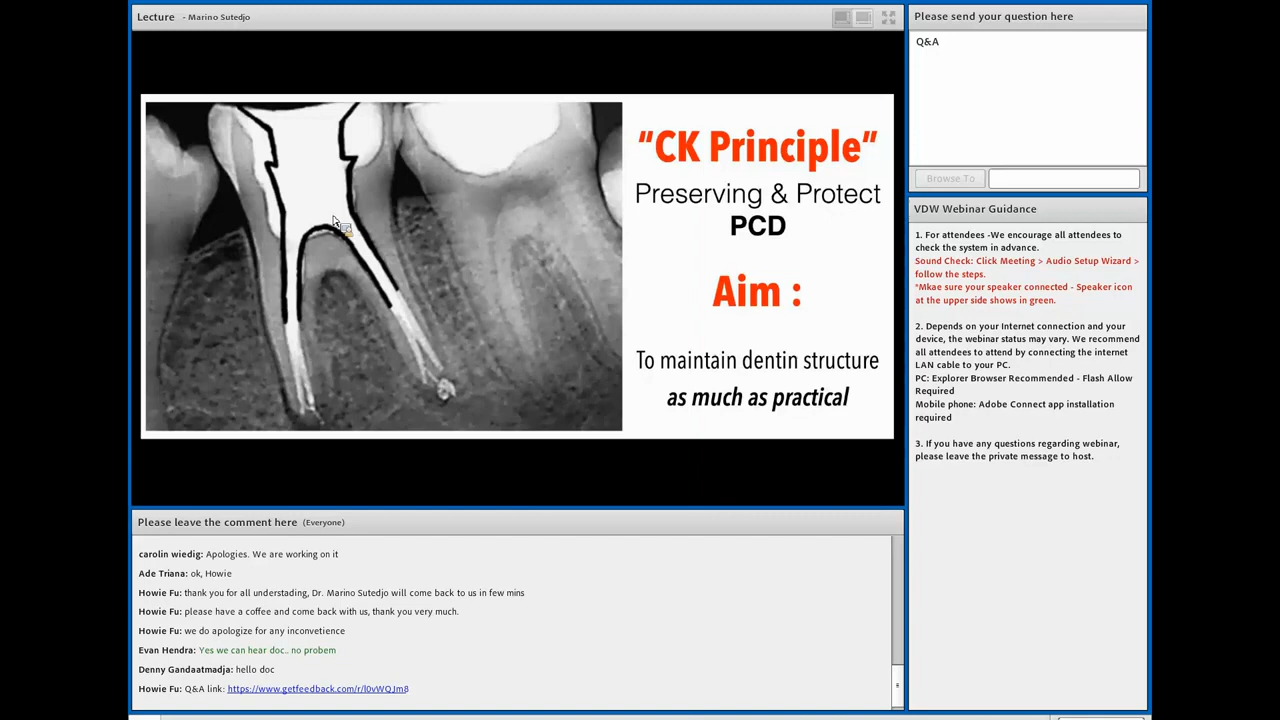 Lecture - Marino Sutedjo
"CK Principle"
Preserving & Protect
PCD
Aim :
To maintain dentin structure
as much as practical
Please leave the comment here (Everyone)
carolin wiedig: Apologies. We are working on it
Ade Triana: ok, Howie
Howie Fu: thank you for all understading, Dr. Marino Sutedjo will come back to us in few mins
Howie Fu: please have a coffee and come back with us, thank you very much.
Howie Fu: we do apologize for any inconvetience
Evan Hendra: Yes we can hear doc.. no probem
Denny Gandaatmadja: hello doc
Howie Fu: Q&A link: https://www.getfeedback.com/r/l0vWQJm8
Please send your question here
Q&A
Browse To
VDW Webinar Guidance
1. For attendees -We encourage all attendees to
check the system in advance.
Sound Check: Click Meeting > Audio Setup Wizard >
follow the steps.
*Mkae sure your speaker connected - Speaker icon
at the upper side shows in green.
2. Depends on your Internet connection and your
device, the webinar status may vary. We recommend
all attendees to attend by connecting the internet
LAN cable to your PC.
PC: Explorer Browser Recommended - Flash Allow
Required
Mobile phone: Adobe Connect app installation
required
3. If you have any questions regarding webinar,
please leave the private message to host.